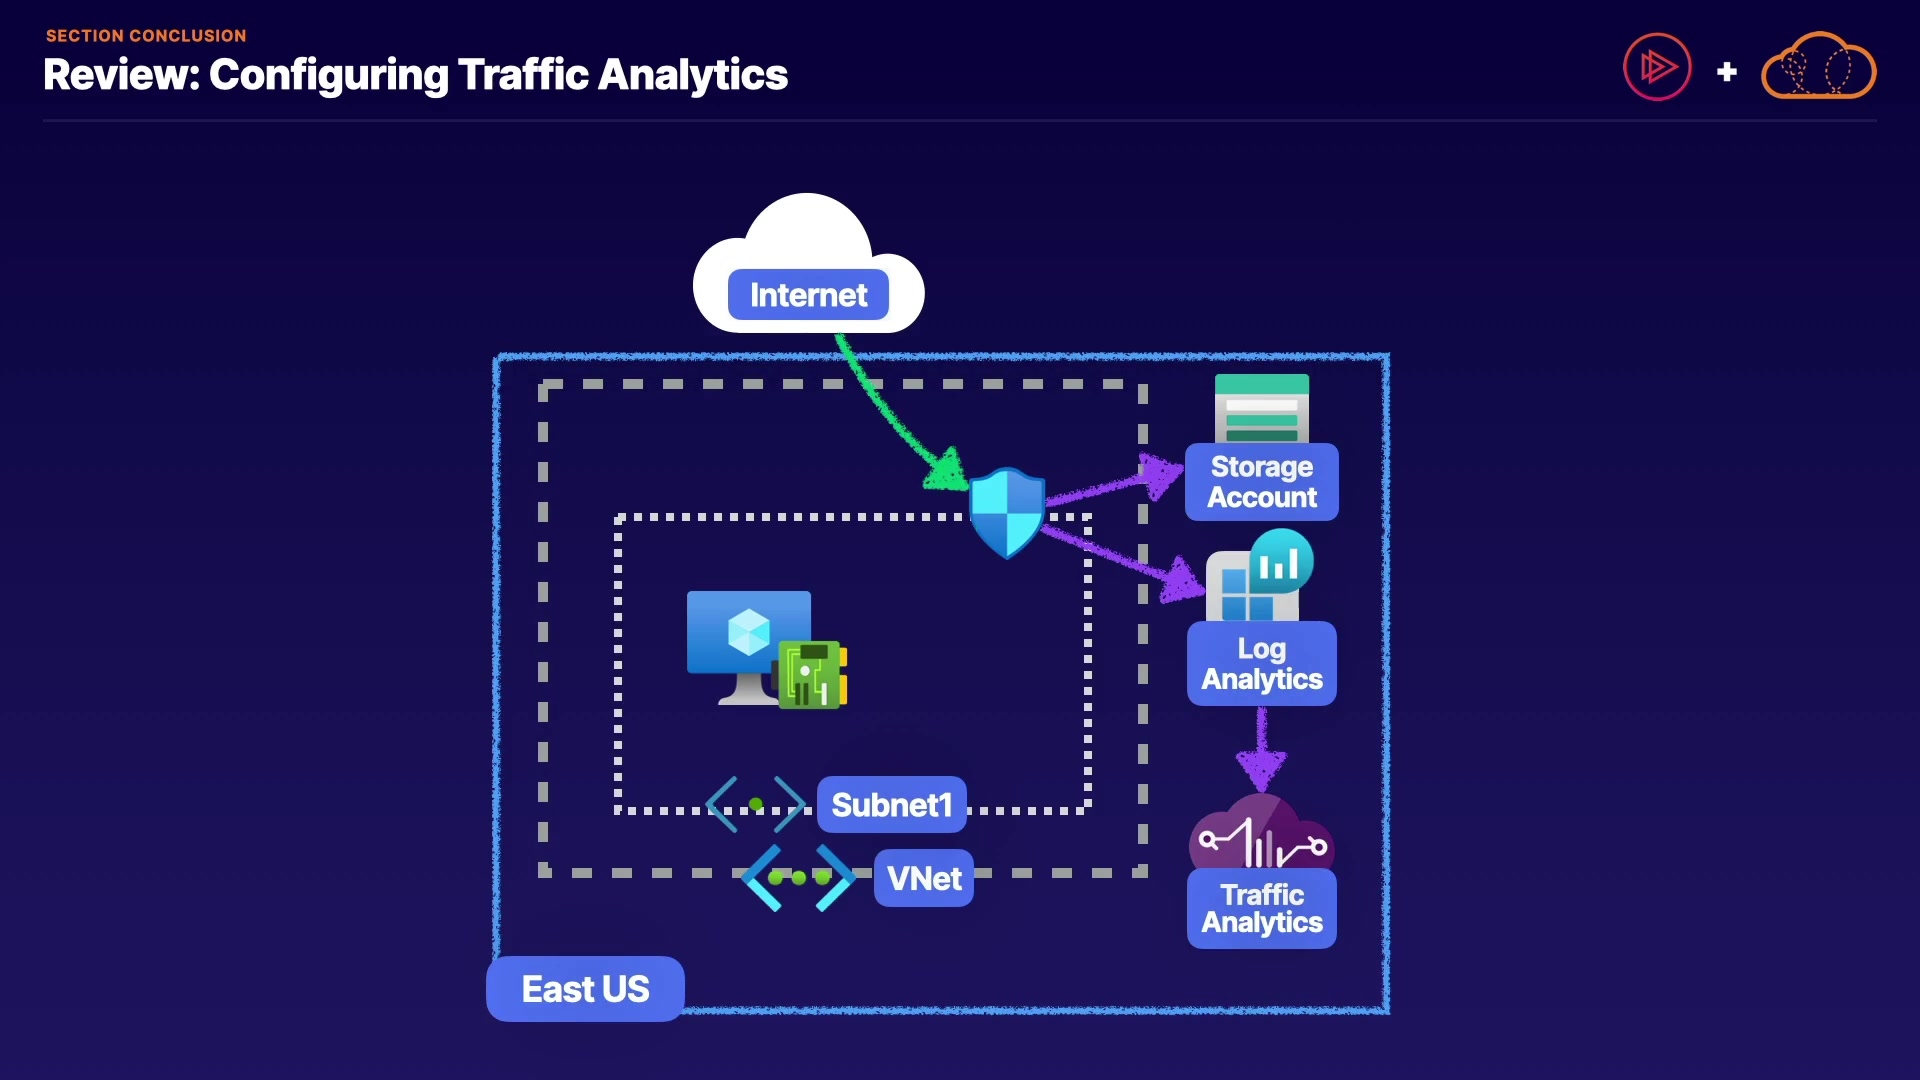 SECTION CONCLUSION
Review: Configuring Traffic Analytics
+
Internet
Storage
Account
Log
Analytics
Subnet1
VNet
Traffic
Analytics
East US